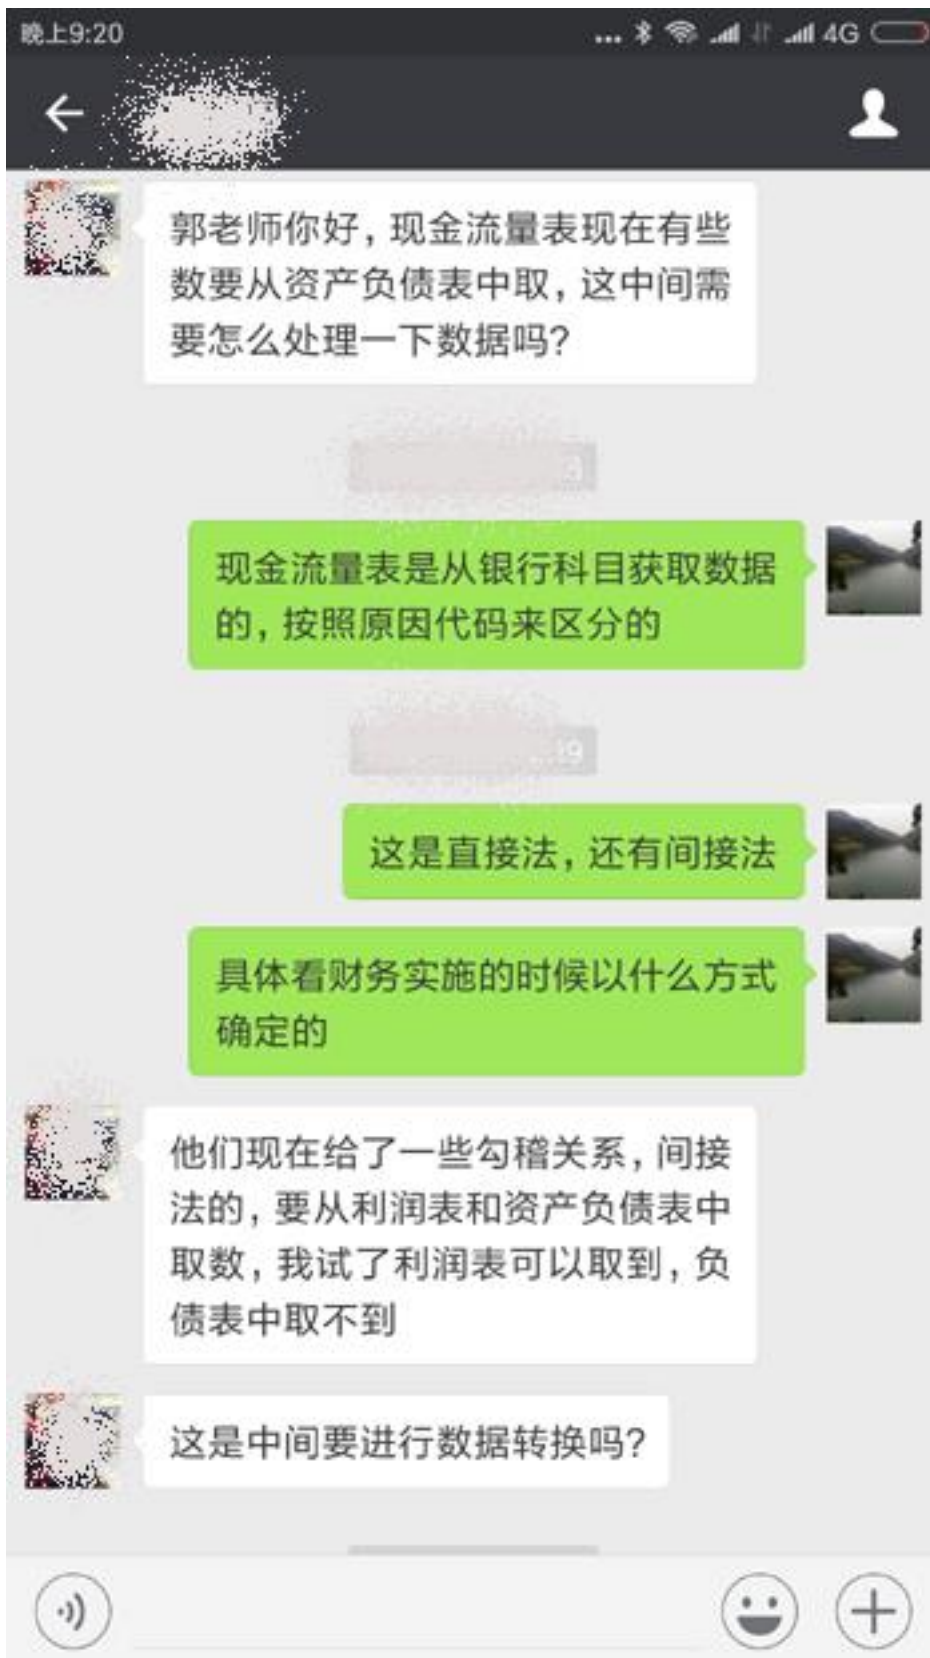 晚上9:20
... 4G
郭老师你好,现金流量表现在有些
数要从资产负债表中取,这中间需
要怎么处理一下数据吗?
现金流量表是从银行科目获取数据
的,按照原因代码来区分的
这是直接法,还有间接法
具体看财务实施的时候以什么方式
确定的
他们现在给了一些勾稽关系,间接
法的,要从利润表和资产负债表中
取数,我试了利润表可以取到,负
债表中取不到
这是中间要进行数据转换吗?